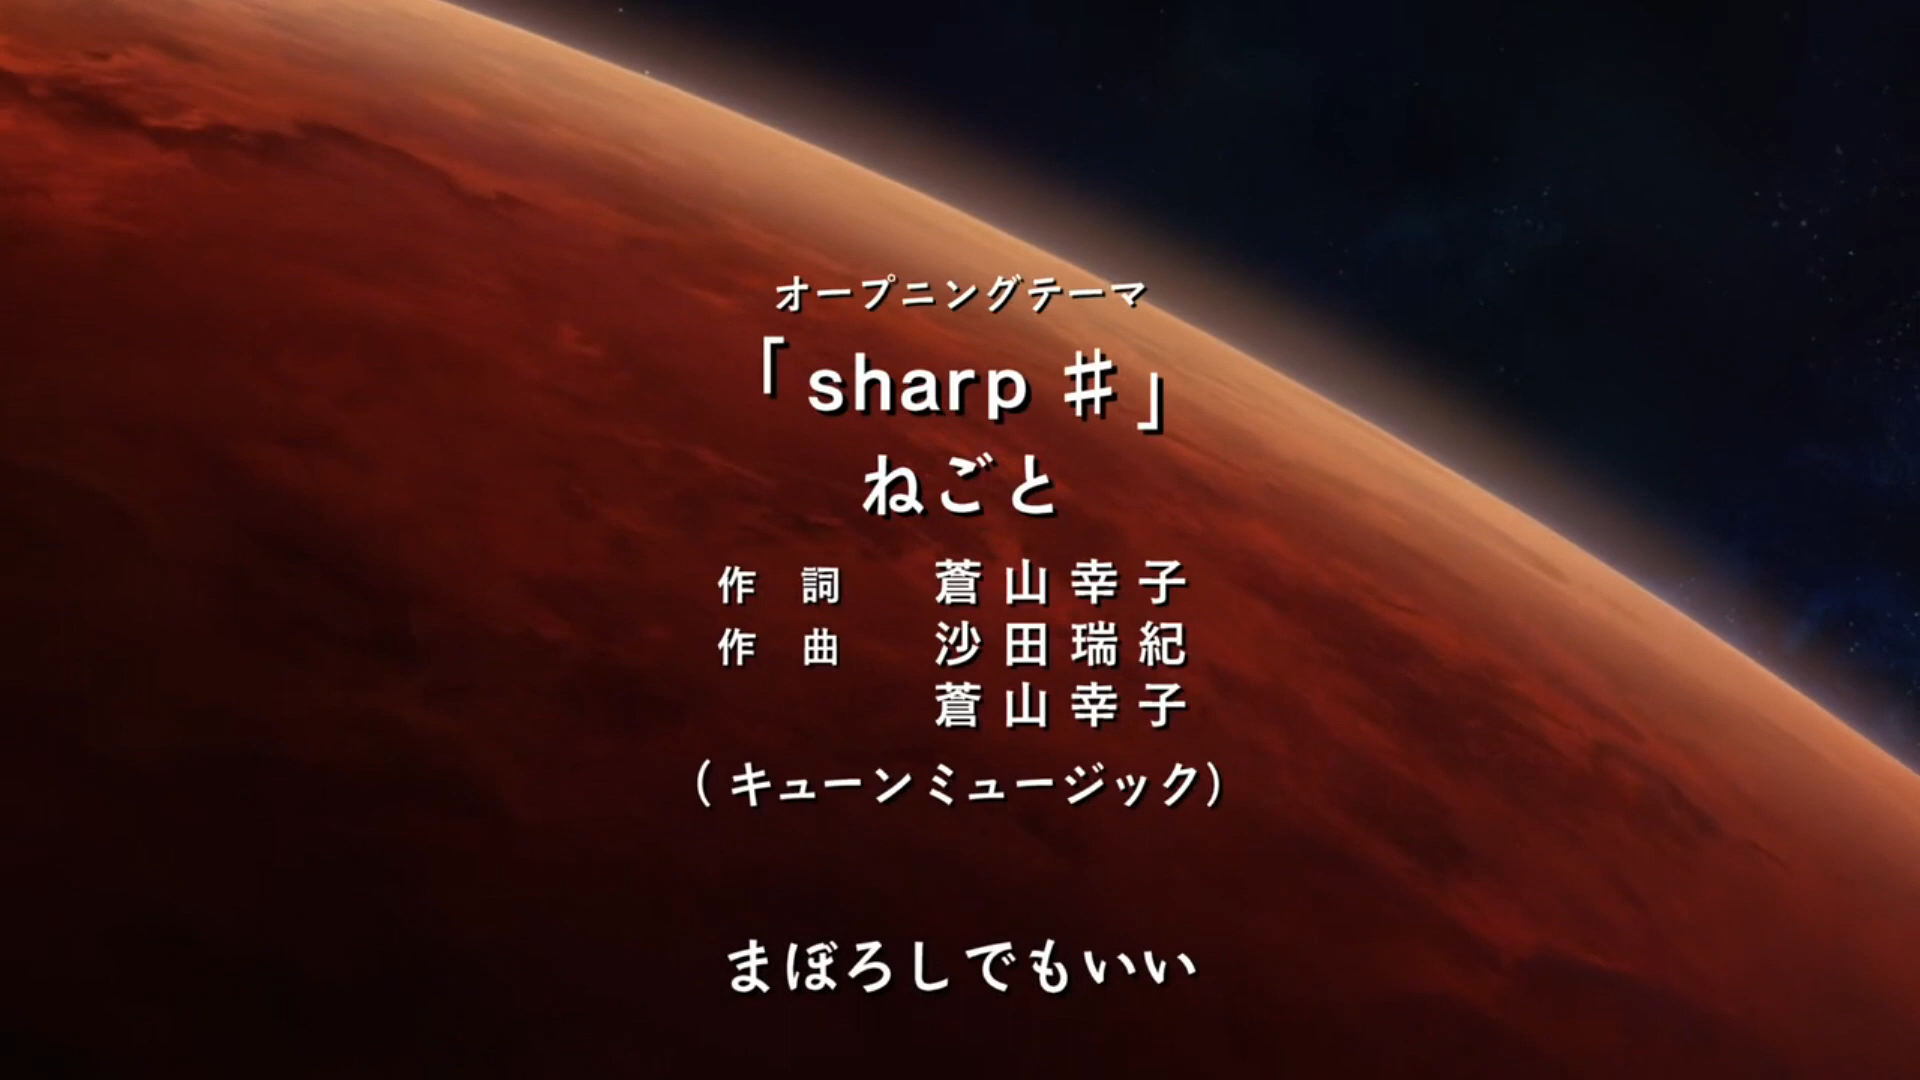 オープニングテーマ
「sharp ♯」
ねごと
作詞 蒼山幸子
作曲 沙田瑞紀
蒼山幸子
(キューンミュージック)
まぼろしでもいい